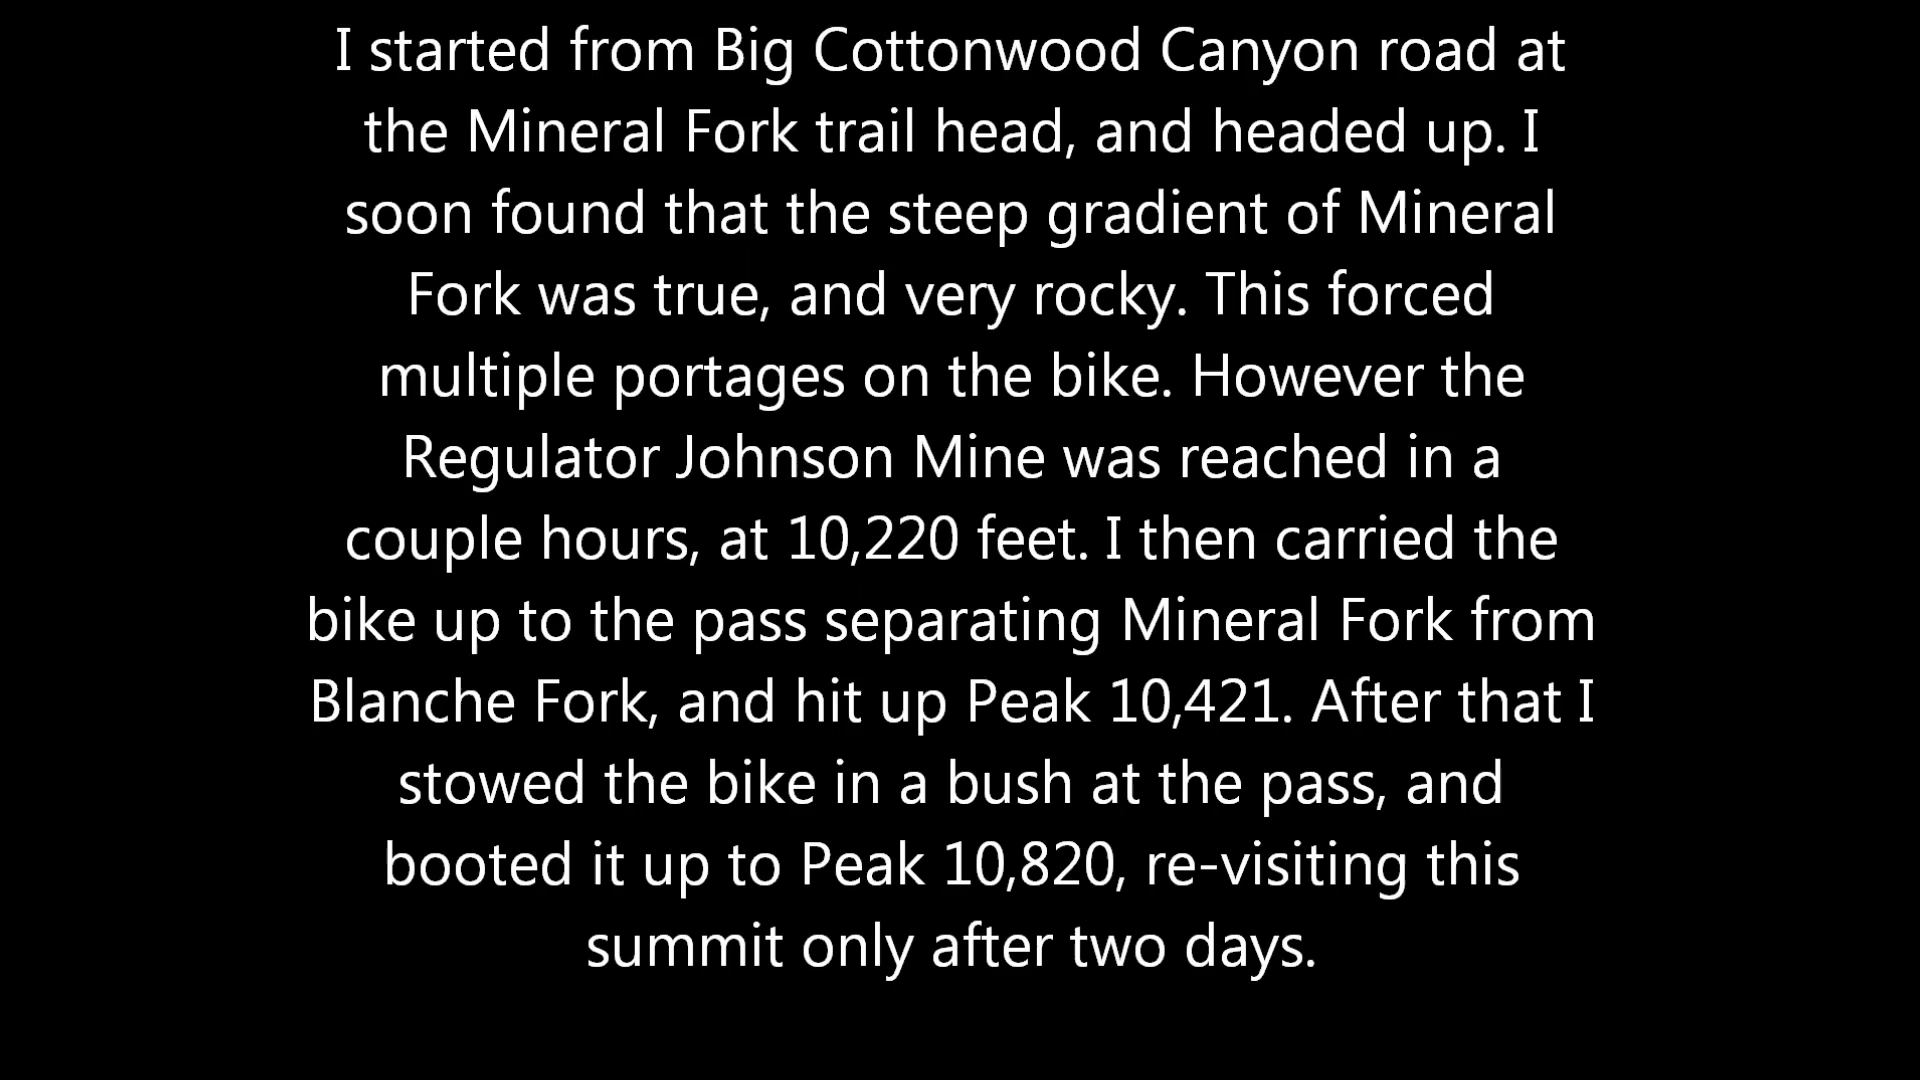 I started from Big Cottonwood Canyon road at
the Mineral Fork trail head, and headed up. I
soon found that the steep gradient of Mineral
Fork was true, and very rocky. This forced
multiple portages on the bike. However the
Regulator Johnson Mine was reached in a
couple hours, at 10,220 feet. I then carried the
bike up to the pass separating Mineral Fork from
Blanche Fork, and hit up Peak 10,421. After that I
stowed the bike in a bush at the pass, and
booted it up to Peak 10,820, re-visiting this
summit only after two days.